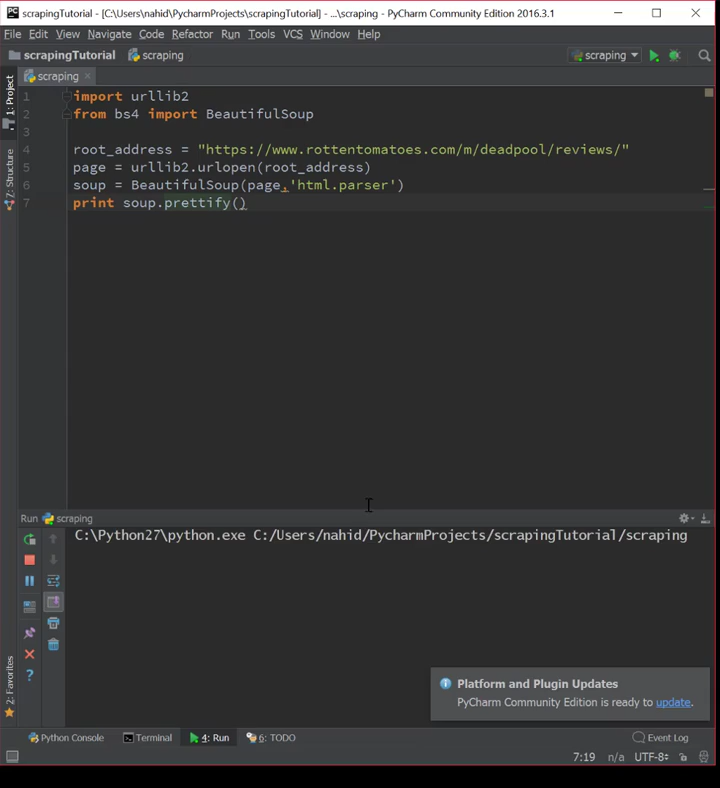 PC scrapingTutorial - [C:\Users\nahid\PycharmProjects\scrapingTutorial] - ...\scraping - PyCharm Community Edition 2016.3.1
File Edit View Navigate Code Refactor Run Tools VCS Window Help
scrapingTutorial scraping scraping
scraping
1: Project
7: Structure
2: Favorites
1 import urllib2
2 from bs4 import BeautifulSoup
3
4 root_address = "https://www.rottentomatoes.com/m/deadpool/reviews/"
5 page = urllib2.urlopen(root_address)
6 soup = BeautifulSoup(page,'html.parser')
7 print soup.prettify()
Run scraping
C:\Python27\python.exe C:/Users/nahid/PycharmProjects/scrapingTutorial/scraping
Platform and Plugin Updates
PyCharm Community Edition is ready to update.
Python Console Terminal 4: Run 6: TODO Event Log
7:19 n/a UTF-8